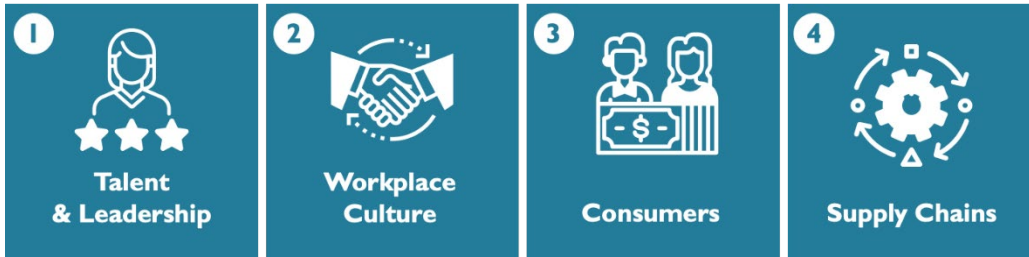 1
Talent
& Leadership
2
Workplace
Culture
3
$
Consumers
4
Supply Chains